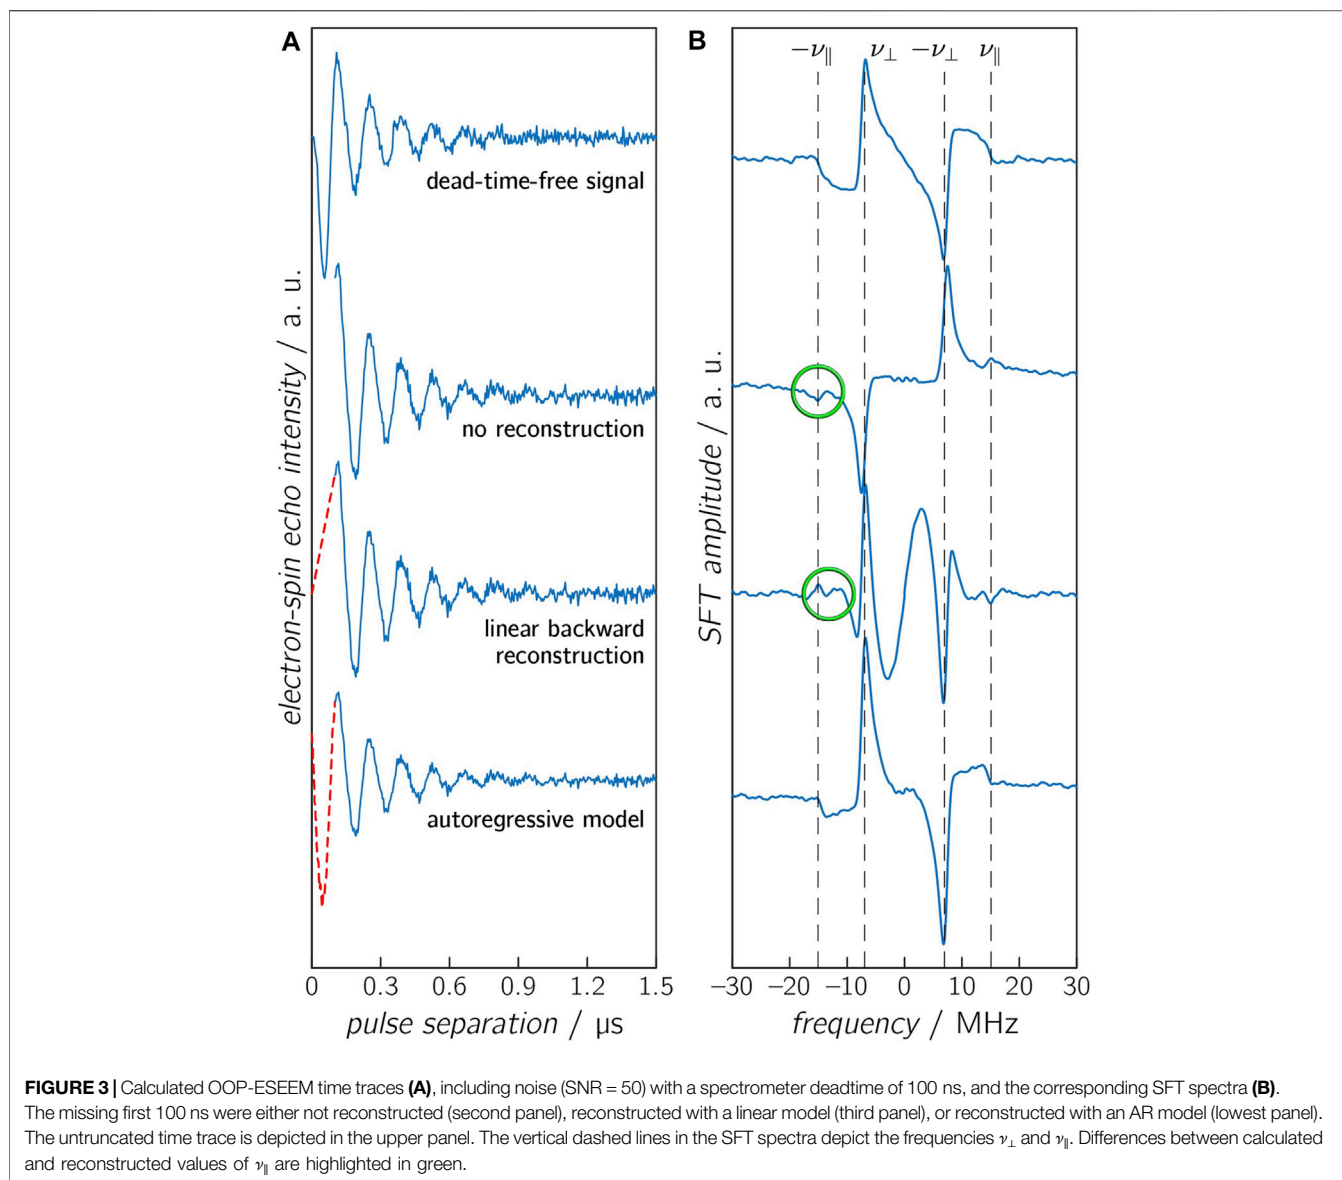 A
B
−ν∥ ν⊥ −ν⊥ ν∥
dead-time-free signal
no reconstruction
linear backward
reconstruction
autoregressive model
electron-spin echo intensity / a. u.
SFT amplitude / a. u.
0 0.3 0.6 0.9 1.2 1.5
pulse separation / μs
−30 −20 −10 0 10 20 30
frequency / MHz
FIGURE 3 | Calculated OOP-ESEEM time traces (A), including noise (SNR = 50) with a spectrometer deadtime of 100 ns, and the corresponding SFT spectra (B).
The missing first 100 ns were either not reconstructed (second panel), reconstructed with a linear model (third panel), or reconstructed with an AR model (lowest panel).
The untruncated time trace is depicted in the upper panel. The vertical dashed lines in the SFT spectra depict the frequencies ν⊥ and ν∥. Differences between calculated
and reconstructed values of ν∥ are highlighted in green.